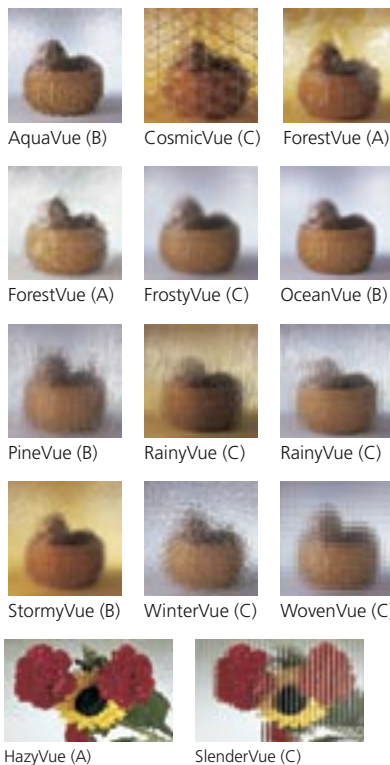 AquaVue (B) CosmicVue (C) ForestVue (A)
ForestVue (A) FrostyVue (C) OceanVue (B)
PineVue (B) RainyVue (C) RainyVue (C)
StormyVue (B) WinterVue (C) WovenVue (C
HazyVue (A) SlenderVue (C)